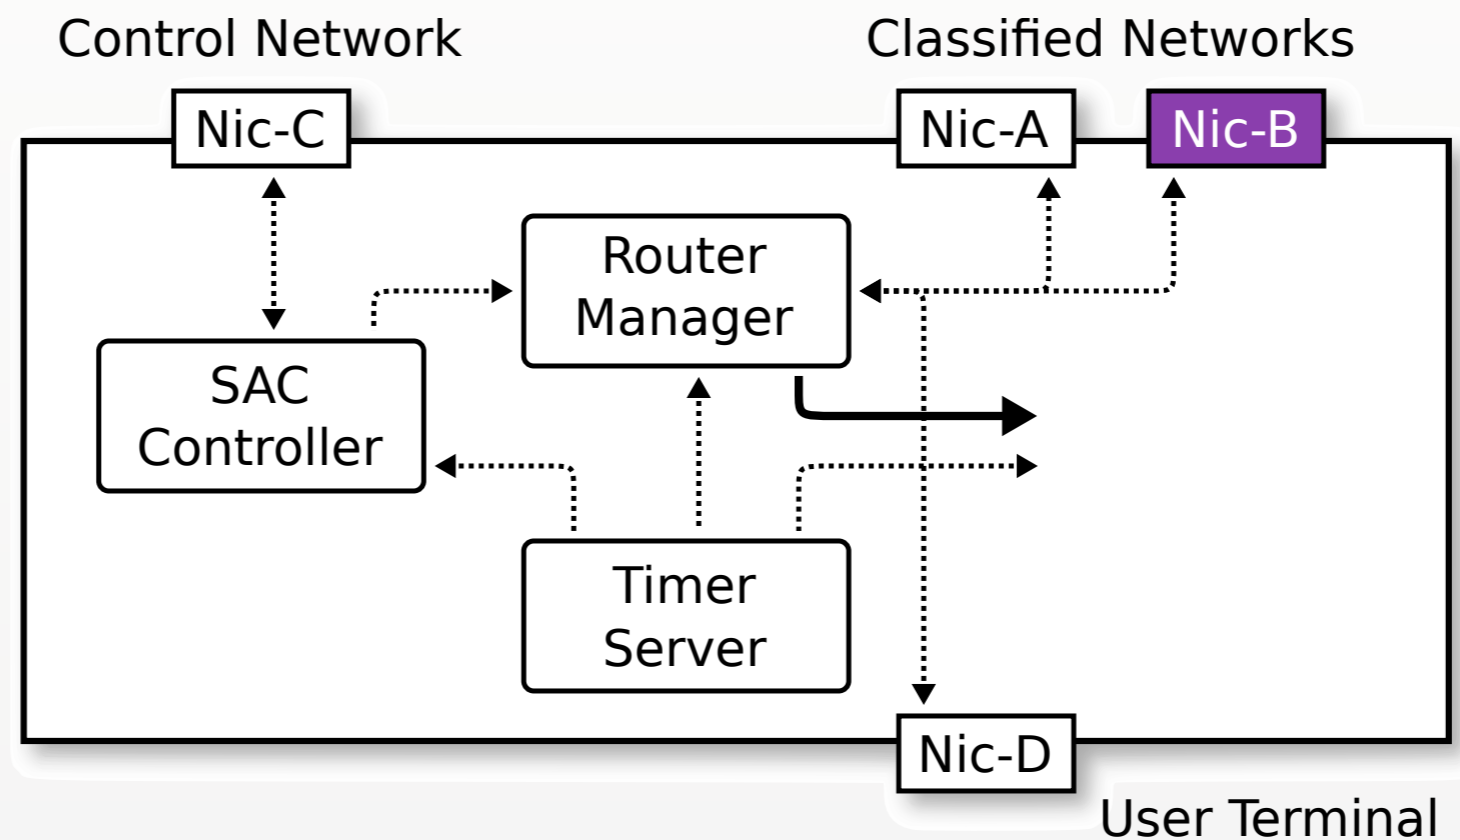 Control Network
Classified Networks
Nic-C
Nic-A
Nic-B
Router
Manager
SAC
Controller
Timer
Server
Nic-D
User Terminal